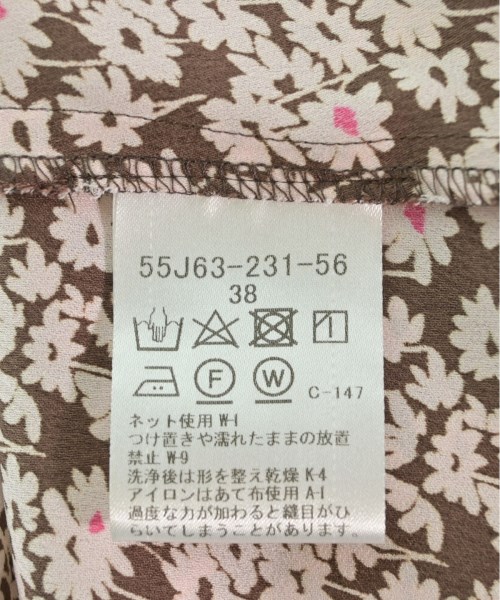 55J63-231-56
38
F W C-147
ネット使用 W-1
つけ置きや濡れたままの放置
禁止 W-9
洗浄後は形を整え乾燥 K-4
アイロンはあて布使用 A-1
過度な力が加わると縫目がひ
らいてしまうことがあります。